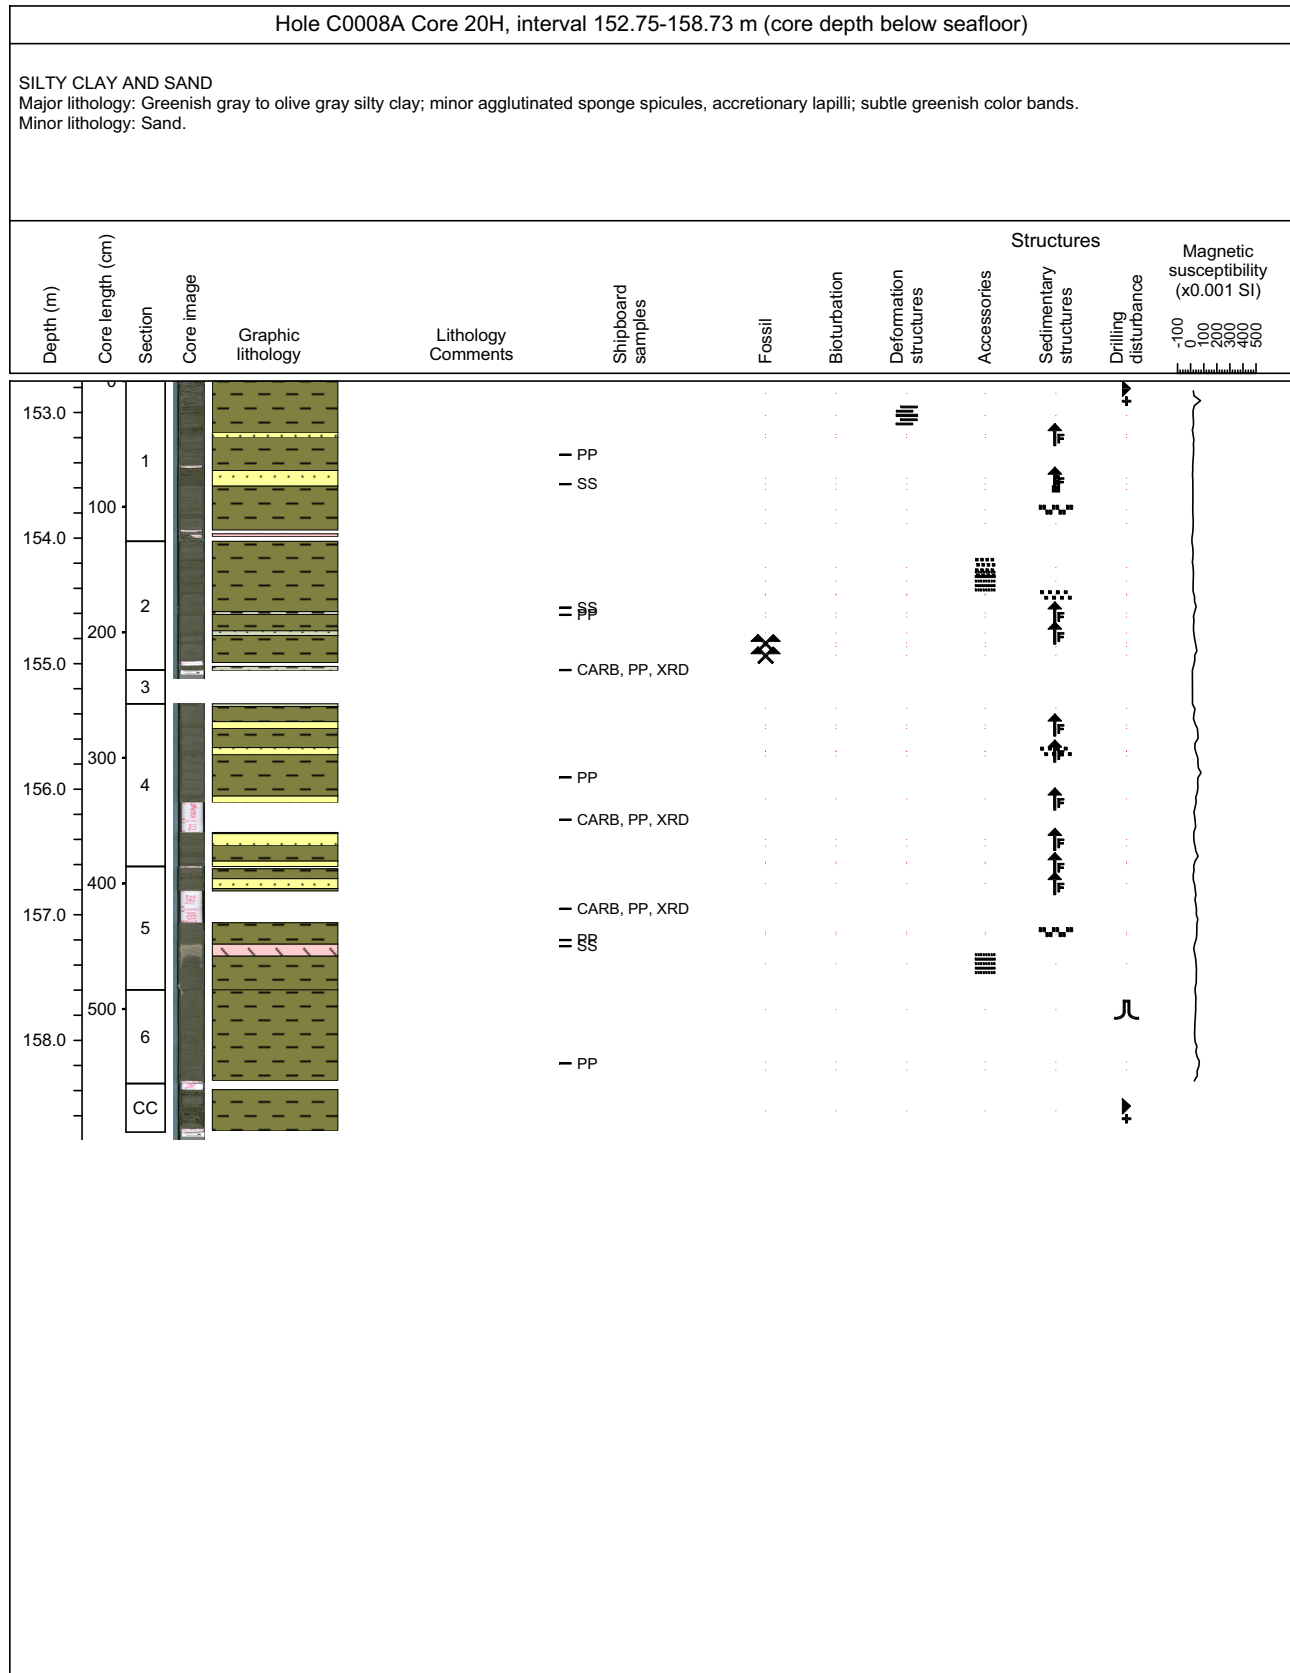 Hole C0008A Core 20H, interval 152.75-158.73 m (core depth below seafloor)
SILTY CLAY AND SAND
Major lithology: Greenish gray to olive gray silty clay; minor agglutinated sponge spicules, accretionary lapilli; subtle greenish color bands.
Minor lithology: Sand.
Depth (m)
Core length (cm)
Section
Core image
Graphic
lithology
Lithology
Comments
Shipboard
samples
Fossil
Bioturbation
Structures
Deformation
structures
Accessories
Sedimentary
structures
Drilling
disturbance
Magnetic
susceptibility
(x0.001 SI)
-100
0
100
200
300
400
500
0
153.0
1
PP
SS
100
154.0
2
SS
PP
200
155.0
CARB, PP, XRD
3
300
4
156.0
PP
CARB, PP, XRD
400
157.0
CARB, PP, XRD
5
PP
SS
500
158.0
6
PP
CC